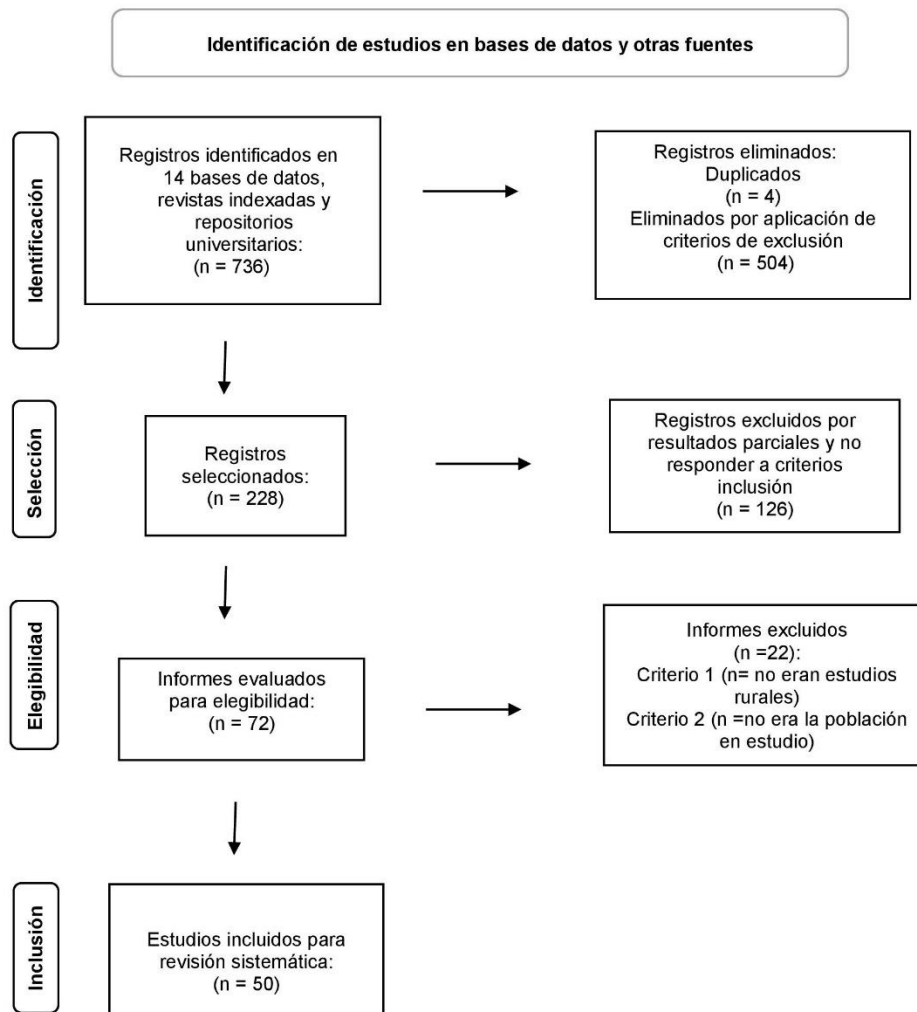 Identificación de estudios en bases de datos y otras fuentes
Identificación
Registros identificados en
14 bases de datos,
revistas indexadas y
repositorios
universitarios:
(n = 736)
Registros eliminados:
Duplicados
(n = 4)
Eliminados por aplicación de
criterios de exclusión
(n = 504)
Selección
Registros
seleccionados:
(n = 228)
Registros excluidos por
resultados parciales y no
responder a criterios
inclusión
(n = 126)
Elegibilidad
Informes evaluados
para elegibilidad:
(n = 72)
Informes excluidos
(n =22):
Criterio 1 (n= no eran estudios
rurales)
Criterio 2 (n =no era la población
en estudio)
Inclusión
Estudios incluidos para
revisión sistemática:
(n = 50)